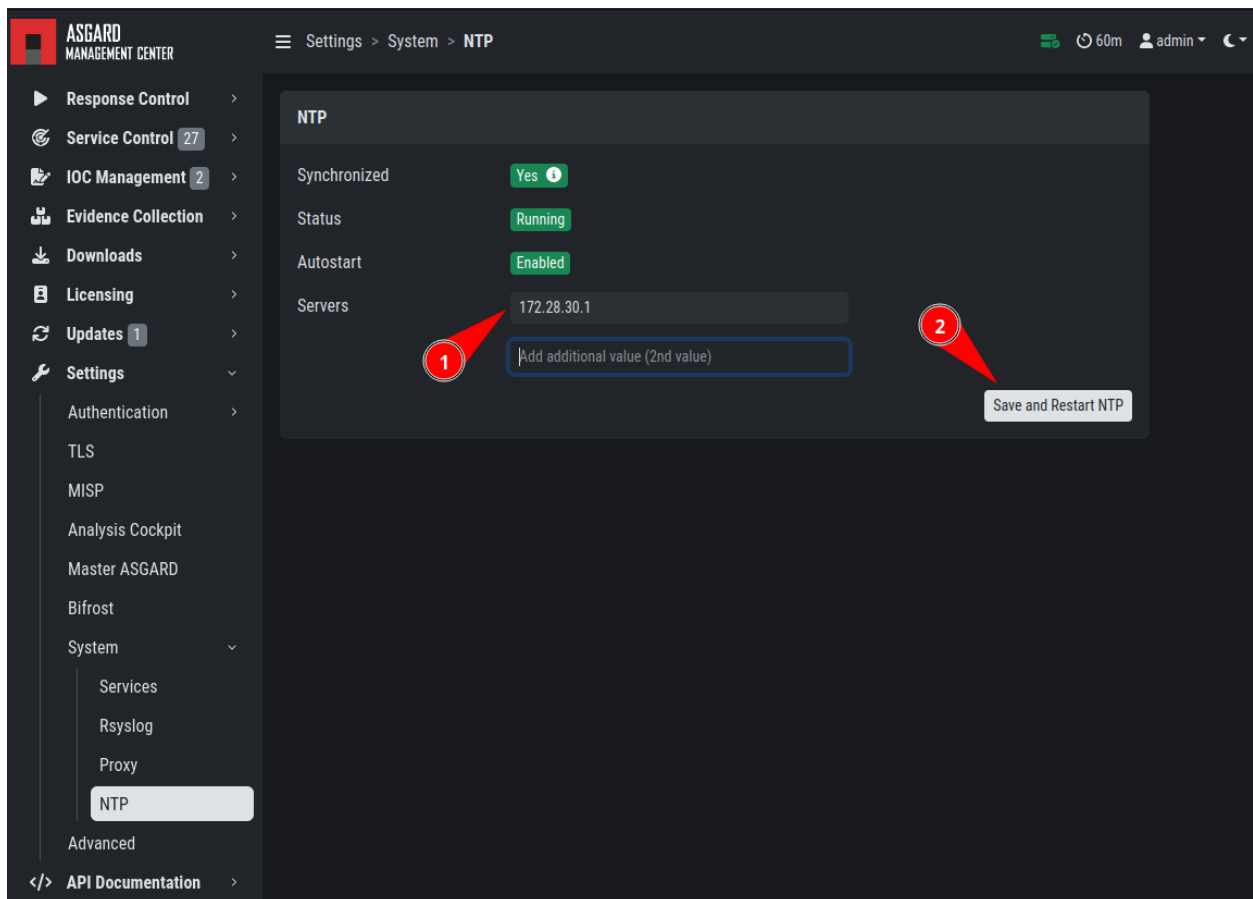 ASGARD
MANAGEMENT CENTER
Settings > System > NTP
60m
admin
Response Control
Service Control 27
IOC Management 2
Evidence Collection
Downloads
Licensing
Updates 1
Settings
Authentication
TLS
MISP
Analysis Cockpit
Master ASGARD
Bifrost
System
Services
Rsyslog
Proxy
NTP
Advanced
</> API Documentation
NTP
Synchronized Yes
Status Running
Autostart Enabled
Servers 172.28.30.1
1
Add additional value (2nd value)
2
Save and Restart NTP